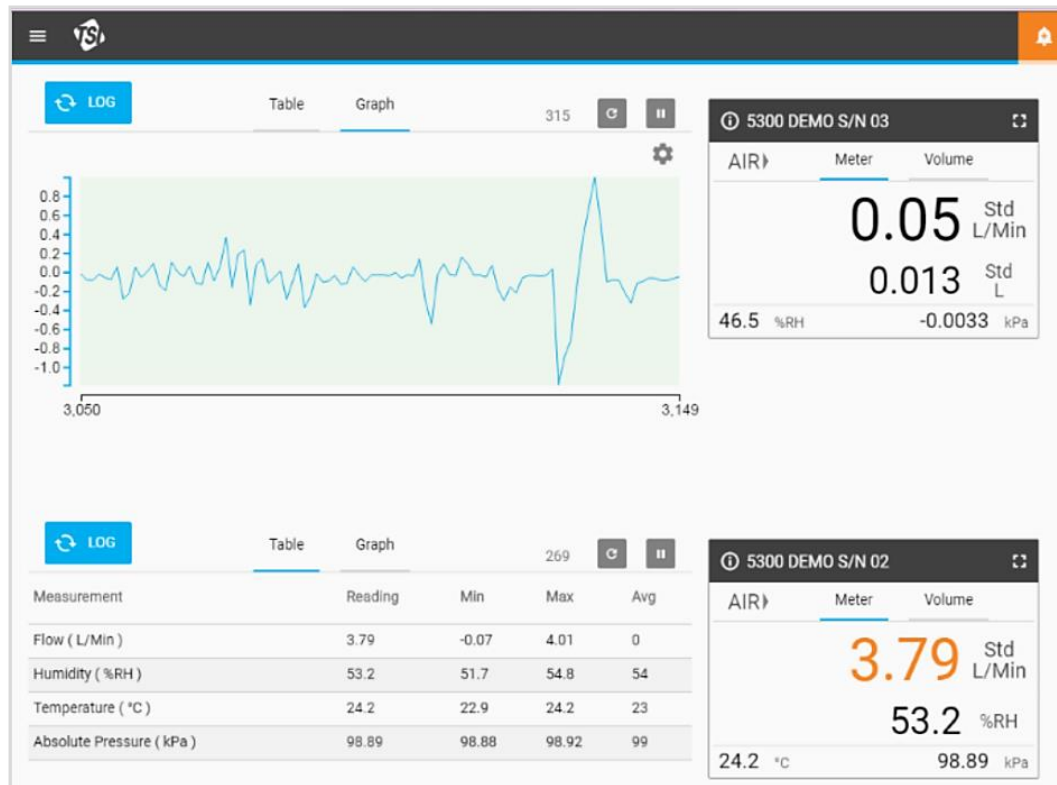 TSI
LOG Table Graph 315
0.8
0.6
0.4
0.2
0.0
-0.2
-0.4
-0.6
-0.8
-1.0
3,050 3,149
5300 DEMO S/N 03
AIR Meter Volume
0.05 Std L/Min
0.013 Std L
46.5 %RH -0.0033 kPa
LOG Table Graph 269
Measurement Reading Min Max Avg
Flow ( L/Min ) 3.79 -0.07 4.01 0
Humidity ( %RH ) 53.2 51.7 54.8 54
Temperature ( °C ) 24.2 22.9 24.2 23
Absolute Pressure ( kPa ) 98.89 98.88 98.92 99
5300 DEMO S/N 02
AIR Meter Volume
3.79 Std L/Min
53.2 %RH
24.2 °C 98.89 kPa